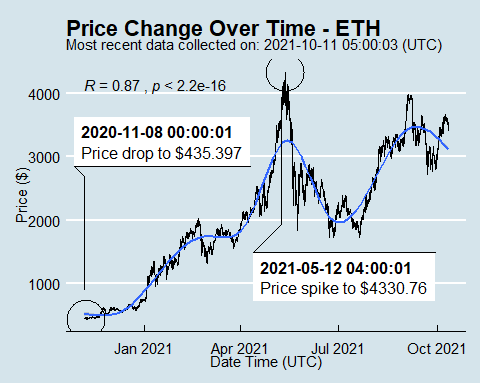 Price Change Over Time - ETH
Most recent data collected on: 2021-10-11 05:00:03 (UTC)
R = 0.87 , p < 2.2e-16
4000
3000
2000
1000
Price ($)
2020-11-08 00:00:01
Price drop to $435.397
2021-05-12 04:00:01
Price spike to $4330.76
Jan 2021
Apr 2021
Jul 2021
Oct 2021
Date Time (UTC)